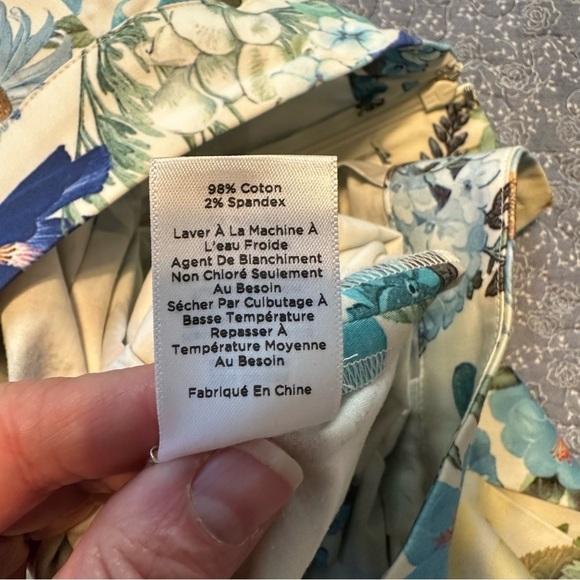 98% Coton
2% Spandex
Laver À La Machine À
L'eau Froide
Agent De Blanchiment
Non Chloré Seulement
Au Besoin
Sécher Par Culbutage À
Basse Température
Repasser À
Température Moyenne
Au Besoin
Fabriqué En Chine